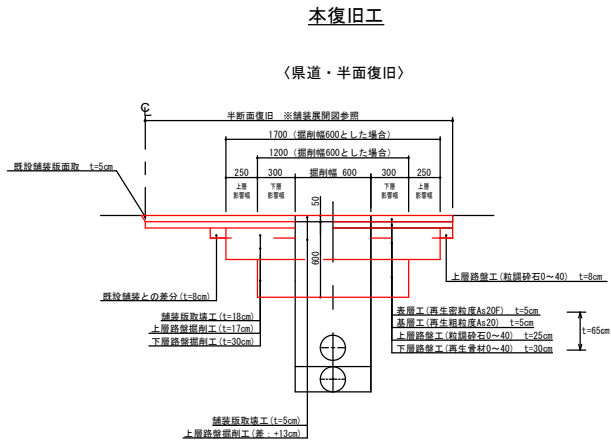 本復旧工
〈県道・半面復旧〉
℄
半断面復旧 ※舗装展開図参照
1700 (掘削幅600とした場合)
1200 (掘削幅600とした場合)
既設舗装版面取 t=5cm
250 300 掘削幅 600 300 250
上層
影響幅
下層
影響幅
下層
影響幅
上層
影響幅
50
600
上層路盤工(粒調砕石0～40) t=8cm
既設舗装との差分(t=8cm)
舗装版取壊工(t=18cm)
上層路盤掘削工(t=17cm)
下層路盤掘削工(t=30cm)
表層工(再生密粒度As20F) t=5cm
基層工(再生粗粒度As20) t=5cm
上層路盤工(粒調砕石0～40) t=25cm
下層路盤工(再生骨材0～40) t=30cm
t=65cm
舗装版取壊工(t=5cm)
上層路盤掘削工(差：+13cm)